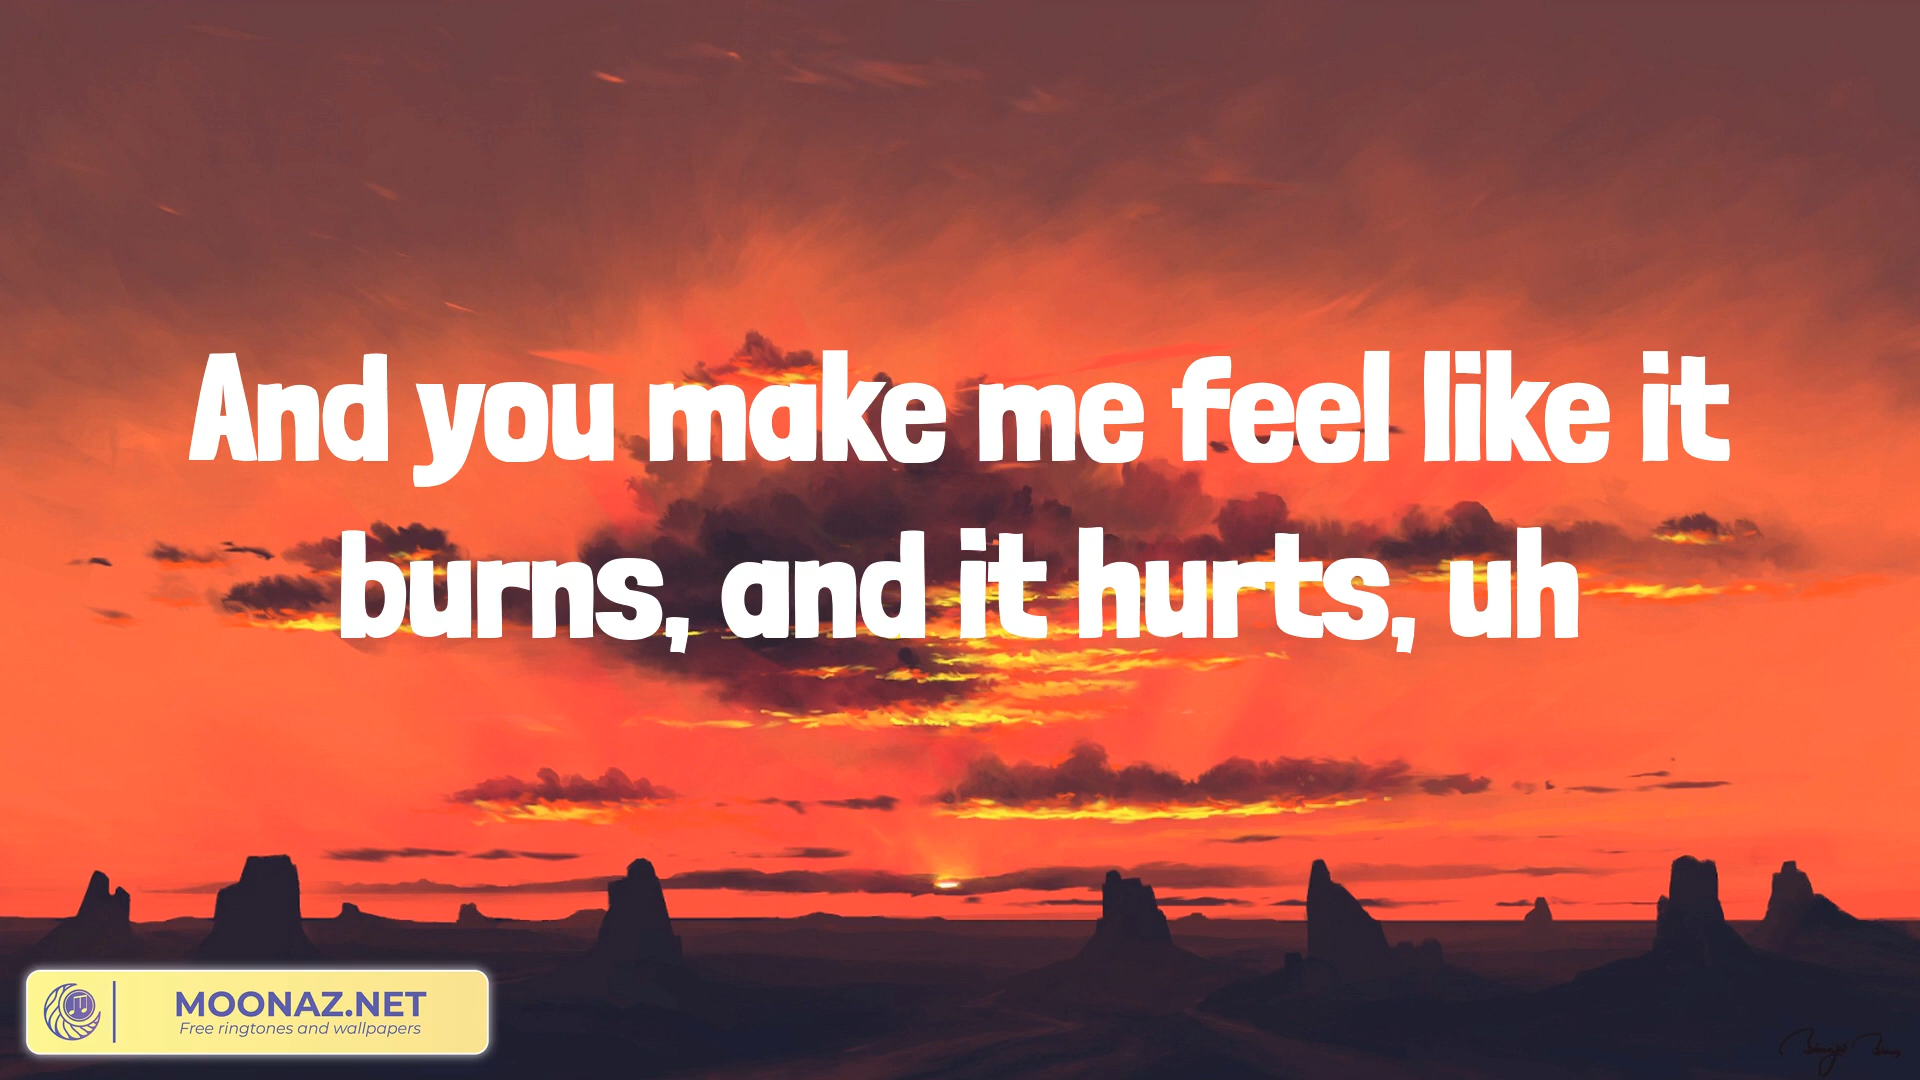 And you make me feel like it
burns, and it hurts, uh
MOONAZ.NET
Free ringtones and wallpapers